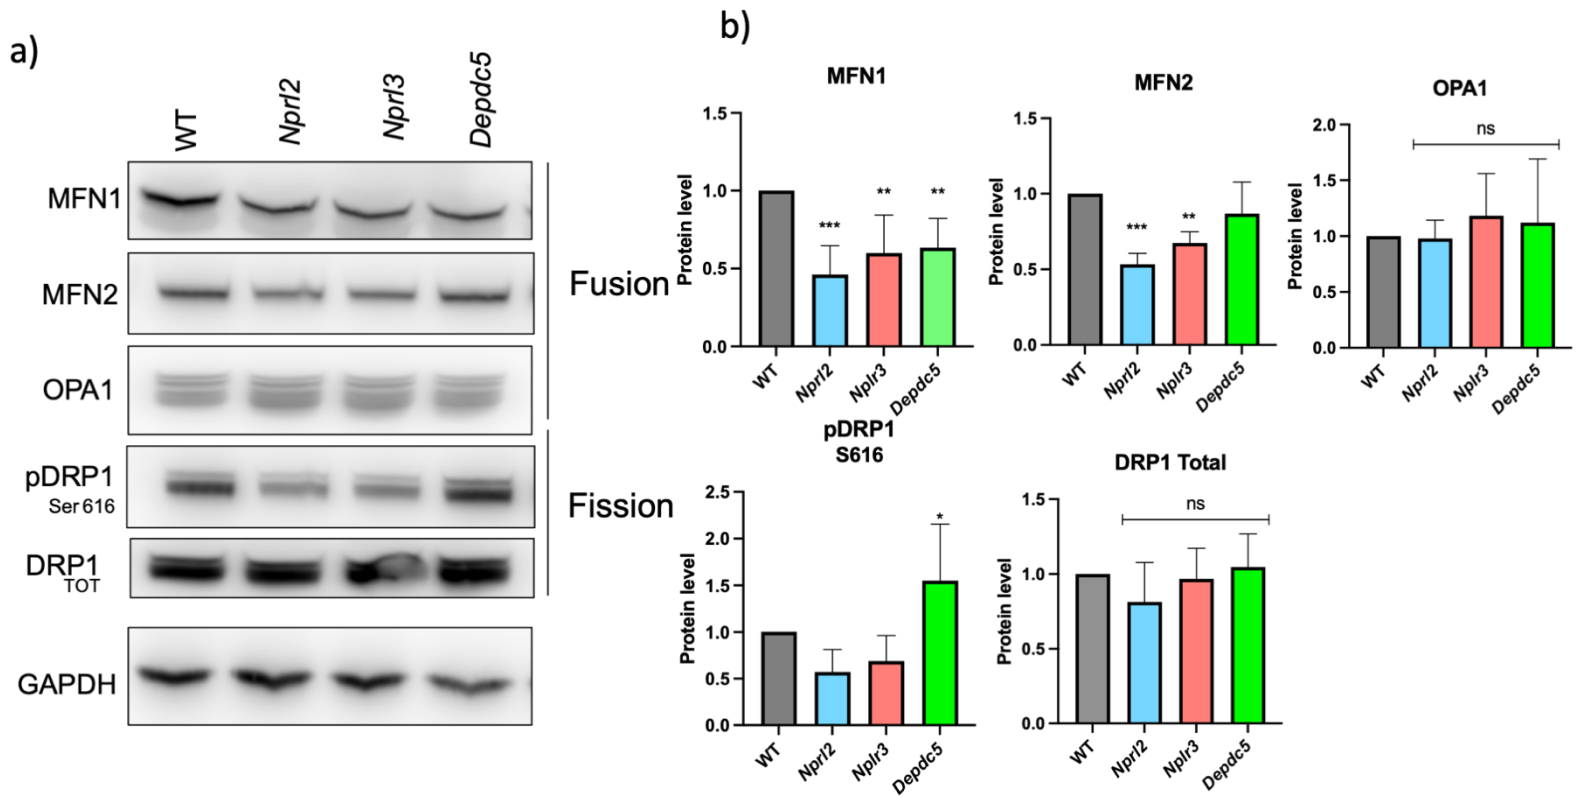 a)
WT
Nprl2
Nprl3
Depdc5
MFN1
MFN2
OPA1
pDRP1
Ser 616
DRP1
TOT
GAPDH
Fusion
Fission
b)
MFN1
Protein level
1.5
1.0
0.5
0.0
***
**
**
WT
Nprl2
Nplr3
Depdc5
MFN2
Protein level
1.5
1.0
0.5
0.0
***
**
WT
Nprl2
Nplr3
Depdc5
OPA1
Protein level
2.0
1.5
1.0
0.5
0.0
ns
WT
Nprl2
Nplr3
Depdc5
pDRP1
S616
Protein level
2.5
2.0
1.5
1.0
0.5
0.0
*
WT
Nprl2
Nplr3
Depdc5
DRP1 Total
Protein level
1.5
1.0
0.5
0.0
ns
WT
Nprl2
Nplr3
Depdc5